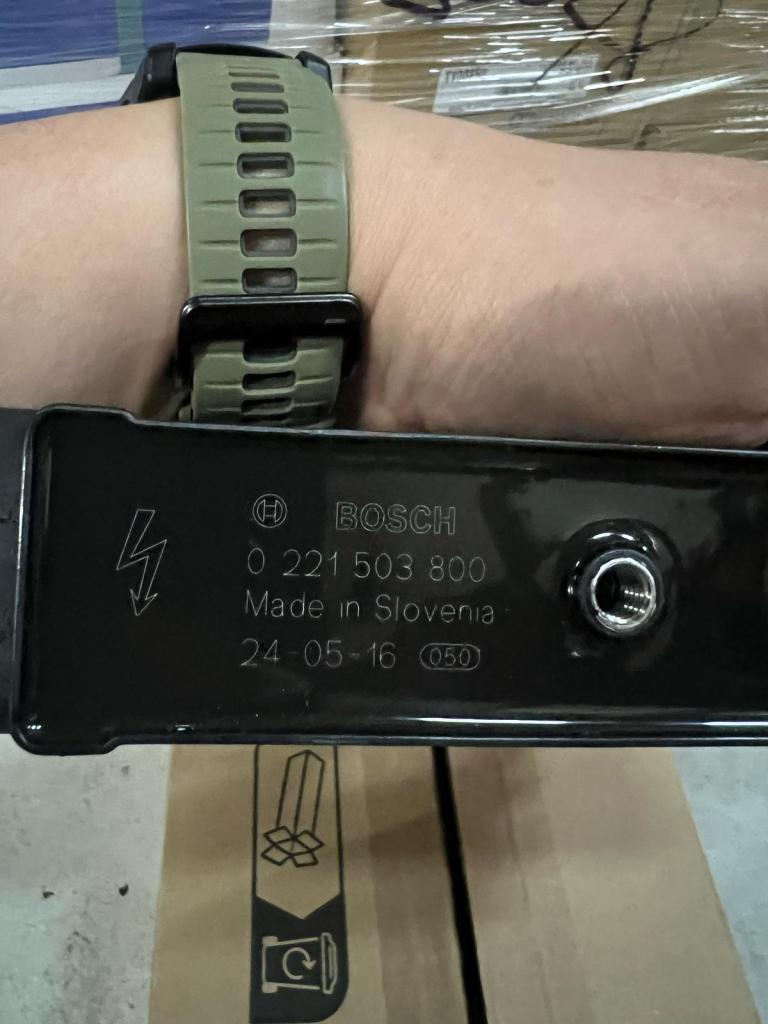 BOSCH
0 221 503 800
Made in Slovenia
24-05-16 050